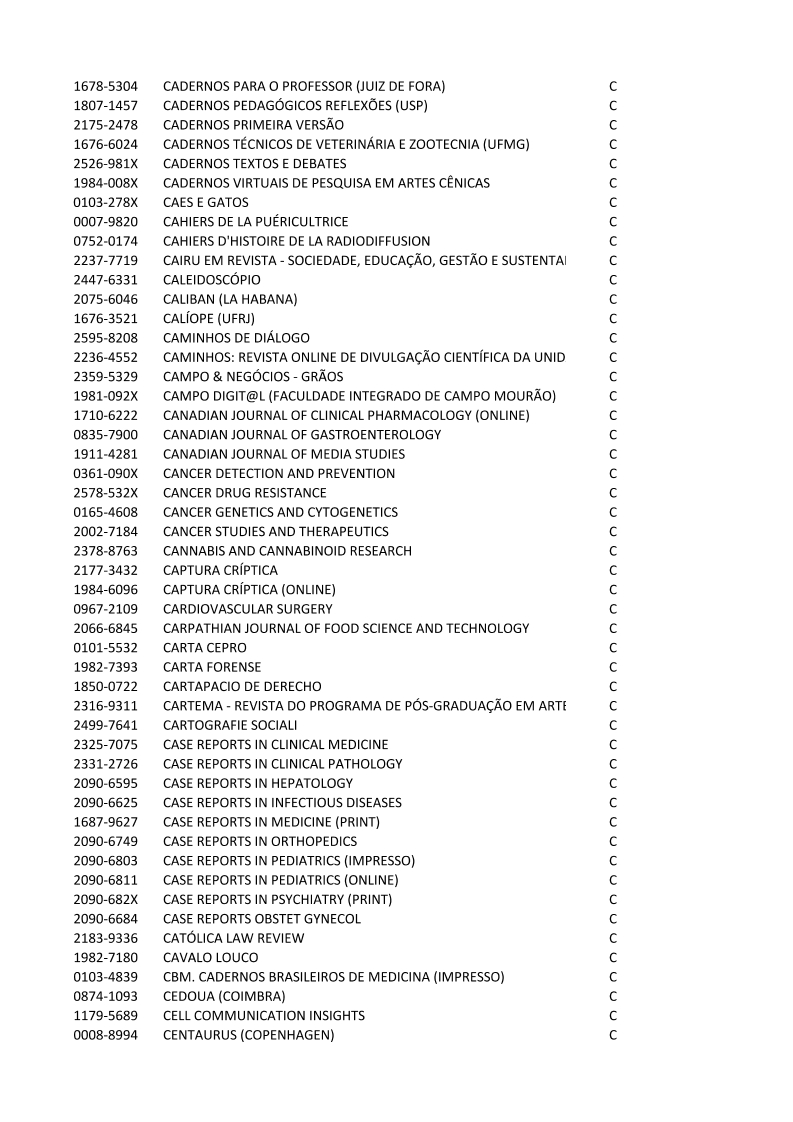 1678-5304 CADERNOS PARA O PROFESSOR (JUIZ DE FORA) C
1807-1457 CADERNOS PEDAGÓGICOS REFLEXÕES (USP) C
2175-2478 CADERNOS PRIMEIRA VERSÃO C
1676-6024 CADERNOS TÉCNICOS DE VETERINÁRIA E ZOOTECNIA (UFMG) C
2526-981X CADERNOS TEXTOS E DEBATES C
1984-008X CADERNOS VIRTUAIS DE PESQUISA EM ARTES CÊNICAS C
0103-278X CAES E GATOS C
0007-9820 CAHIERS DE LA PUÉRICULTRICE C
0752-0174 CAHIERS D'HISTOIRE DE LA RADIODIFFUSION C
2237-7719 CAIRU EM REVISTA - SOCIEDADE, EDUCAÇÃO, GESTÃO E SUSTENTAI C
2447-6331 CALEIDOSCÓPIO C
2075-6046 CALIBAN (LA HABANA) C
1676-3521 CALÍOPE (UFRJ) C
2595-8208 CAMINHOS DE DIÁLOGO C
2236-4552 CAMINHOS: REVISTA ONLINE DE DIVULGAÇÃO CIENTÍFICA DA UNID C
2359-5329 CAMPO & NEGÓCIOS - GRÃOS C
1981-092X CAMPO DIGIT@L (FACULDADE INTEGRADO DE CAMPO MOURÃO) C
1710-6222 CANADIAN JOURNAL OF CLINICAL PHARMACOLOGY (ONLINE) C
0835-7900 CANADIAN JOURNAL OF GASTROENTEROLOGY C
1911-4281 CANADIAN JOURNAL OF MEDIA STUDIES C
0361-090X CANCER DETECTION AND PREVENTION C
2578-532X CANCER DRUG RESISTANCE C
0165-4608 CANCER GENETICS AND CYTOGENETICS C
2002-7184 CANCER STUDIES AND THERAPEUTICS C
2378-8763 CANNABIS AND CANNABINOID RESEARCH C
2177-3432 CAPTURA CRÍPTICA C
1984-6096 CAPTURA CRÍPTICA (ONLINE) C
0967-2109 CARDIOVASCULAR SURGERY C
2066-6845 CARPATHIAN JOURNAL OF FOOD SCIENCE AND TECHNOLOGY C
0101-5532 CARTA CEPRO C
1982-7393 CARTA FORENSE C
1850-0722 CARTAPACIO DE DERECHO C
2316-9311 CARTEMA - REVISTA DO PROGRAMA DE PÓS-GRADUAÇÃO EM ARTE C
2499-7641 CARTOGRAFIE SOCIALI C
2325-7075 CASE REPORTS IN CLINICAL MEDICINE C
2331-2726 CASE REPORTS IN CLINICAL PATHOLOGY C
2090-6595 CASE REPORTS IN HEPATOLOGY C
2090-6625 CASE REPORTS IN INFECTIOUS DISEASES C
1687-9627 CASE REPORTS IN MEDICINE (PRINT) C
2090-6749 CASE REPORTS IN ORTHOPEDICS C
2090-6803 CASE REPORTS IN PEDIATRICS (IMPRESSO) C
2090-6811 CASE REPORTS IN PEDIATRICS (ONLINE) C
2090-682X CASE REPORTS IN PSYCHIATRY (PRINT) C
2090-6684 CASE REPORTS OBSTET GYNECOL C
2183-9336 CATÓLICA LAW REVIEW C
1982-7180 CAVALO LOUCO C
0103-4839 CBM. CADERNOS BRASILEIROS DE MEDICINA (IMPRESSO) C
0874-1093 CEDOUA (COIMBRA) C
1179-5689 CELL COMMUNICATION INSIGHTS C
0008-8994 CENTAURUS (COPENHAGEN) C